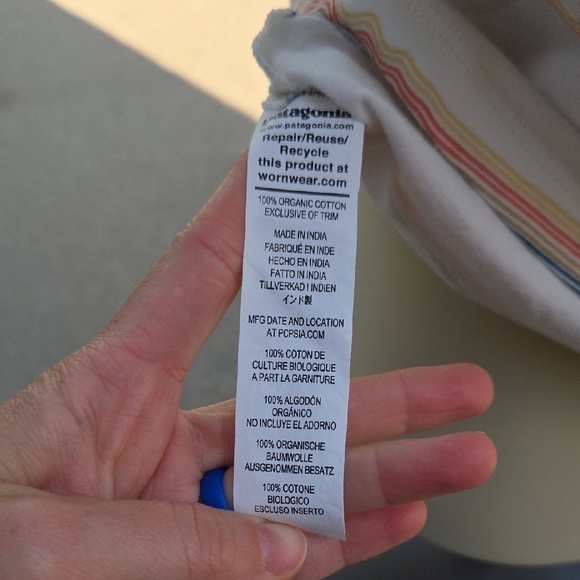 patagonia
www.patagonia.com
Repair/Reuse/
Recycle
this product at
wornwear.com
100% ORGANIC COTTON
EXCLUSIVE OF TRIM
MADE IN INDIA
FABRIQUÉ EN INDE
HECHO EN INDIA
FATTO IN INDIA
TILLVERKAD I INDIEN
インド製
MFG DATE AND LOCATION
AT PCPSIA.COM
100% COTON DE
CULTURE BIOLOGIQUE
A PART LA GARNITURE
100% ALGODÓN
ORGÁNICO
NO INCLUYE EL ADORNO
100% ORGANISCHE
BAUMWOLLE
AUSGENOMMEN BESATZ
100% COTONE
BIOLOGICO
ESCLUSO INSERTO